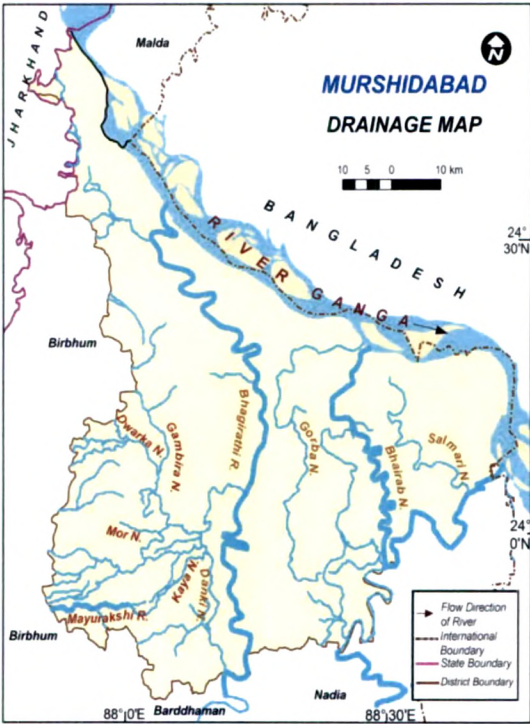 Malda
N
JHARKHAND
MURSHIDABAD
DRAINAGE MAP
10 5 0 10 km
BANGLADESH
RIVER GANGA
24°
30'N
Birbhum
Dwarka N.
Gambira N.
Bhagirathi R.
Gorba N.
Bhairab N.
Salmari N.
24°
0'N
Mor N.
Kaya N.
Danki N.
Mayurakshi R.
Birbhum
Flow Direction
of River
International
Boundary
State Boundary
District Boundary
Nadia
Barddhaman
88°0'E
88°30'E